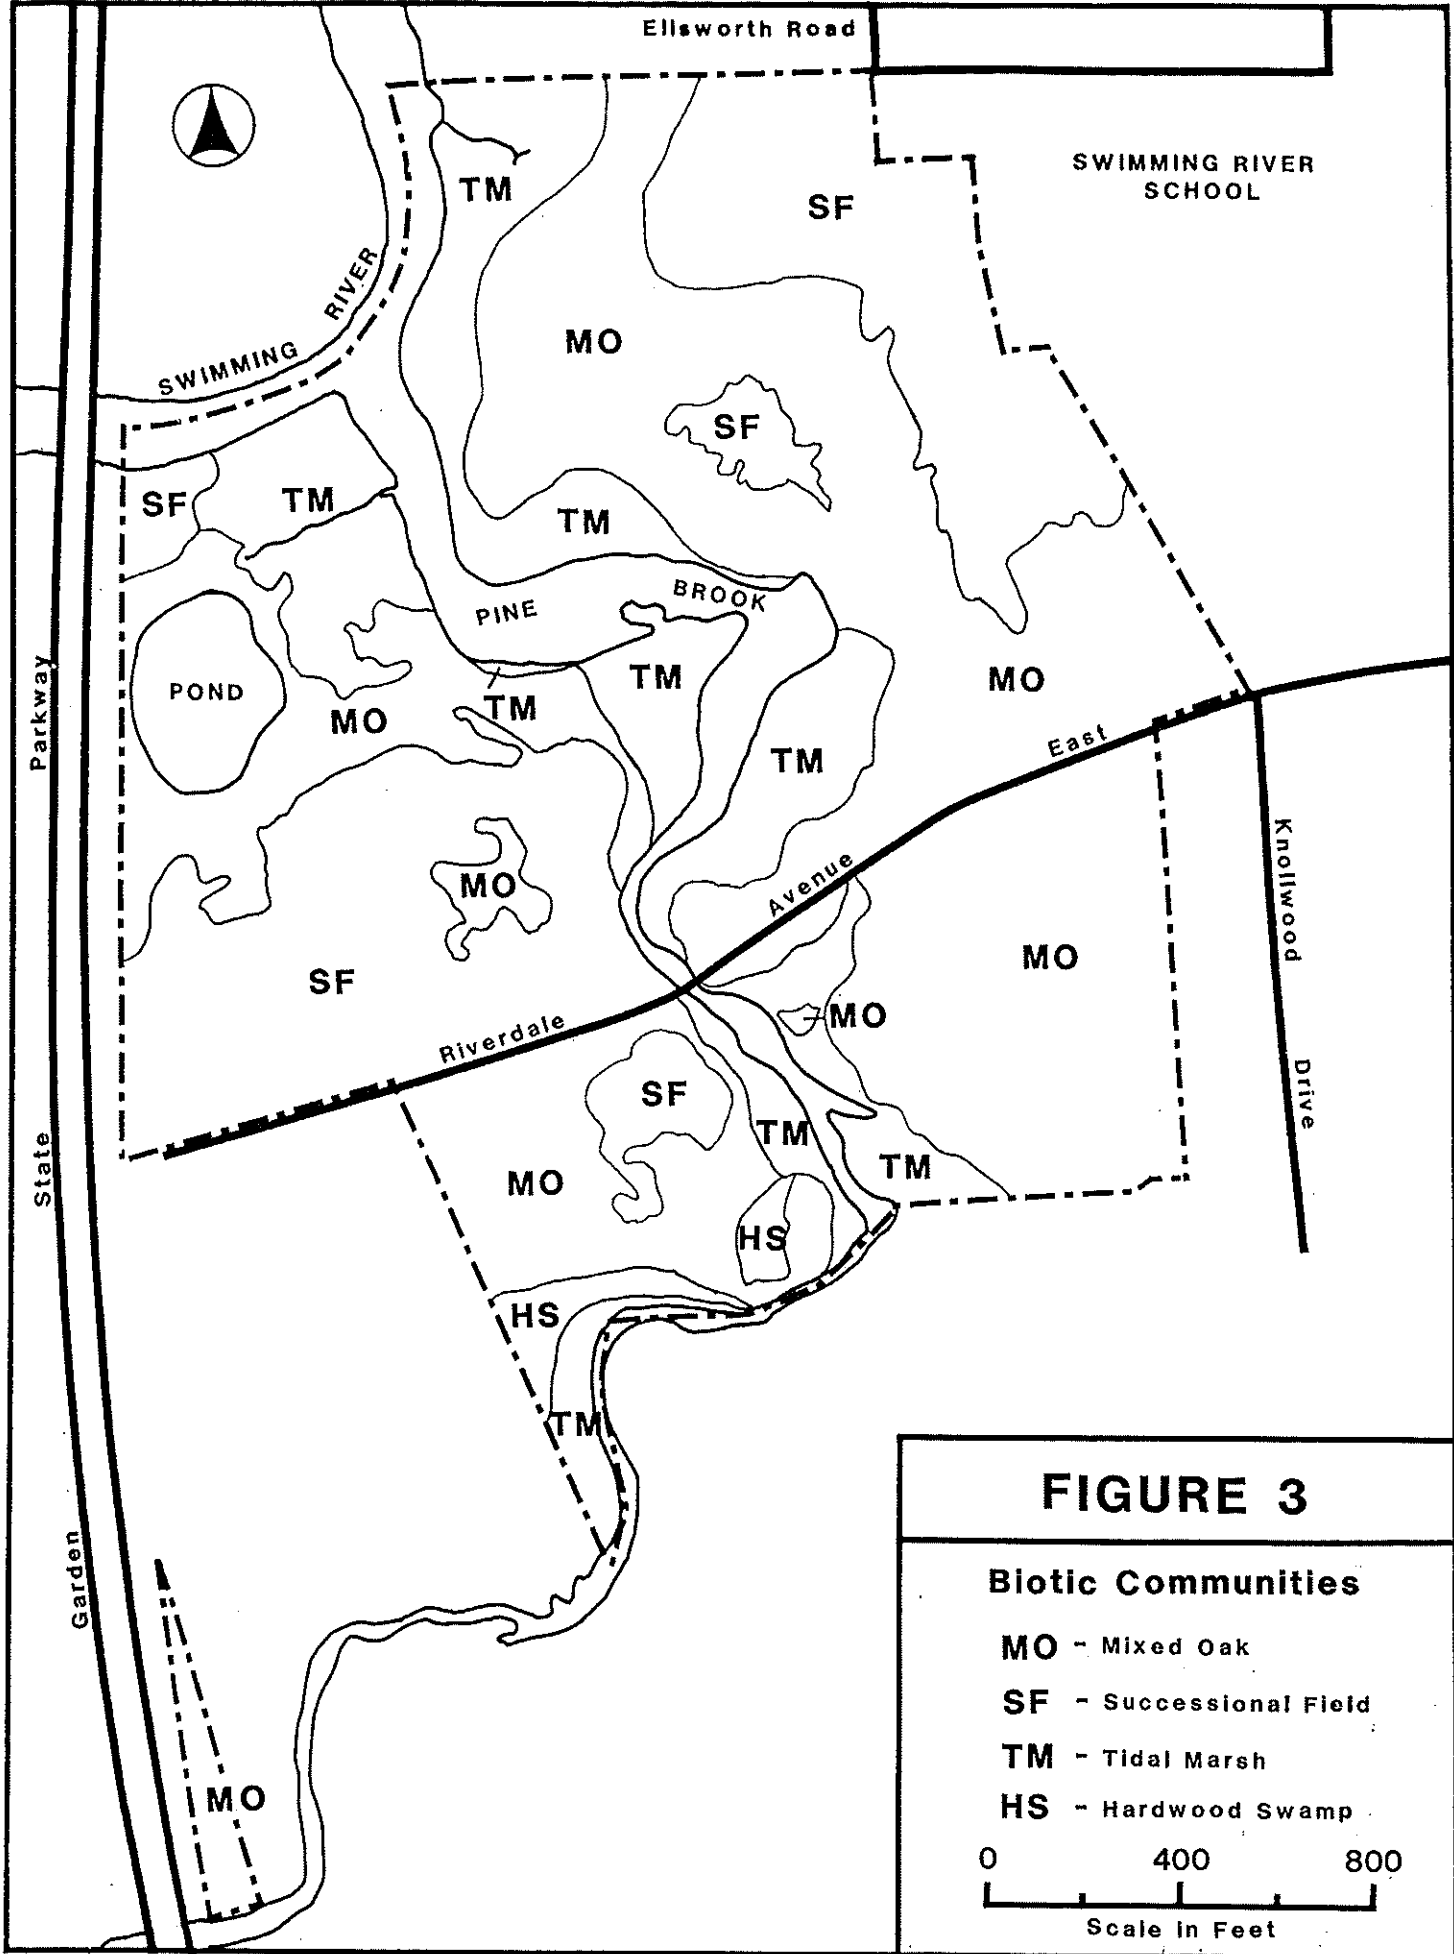 Ellsworth Road
SWIMMING RIVER
SCHOOL
TM
SF
SWIMMING RIVER
MO
SF
SF
TM
TM
PINE BROOK
POND
MO
TM
TM
MO
TM
East
Parkway
MO
Avenue
Knollwood
SF
MO
MO
Riverdale
SF
Drive
TM
State
MO
TM
HS
HS
TM
Garden
MO
FIGURE 3
Biotic Communities
MO - Mixed Oak
SF - Successional Field
TM - Tidal Marsh
HS - Hardwood Swamp
0 400 800
Scale in Feet